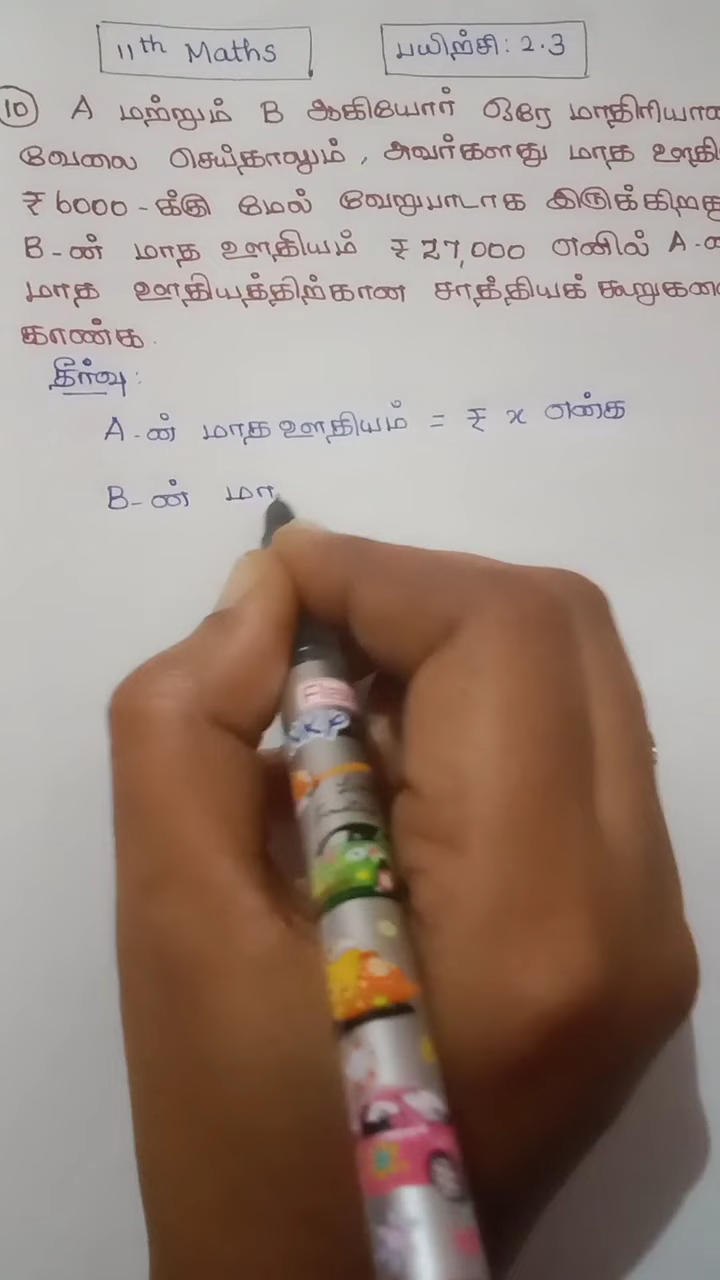 11th Maths
பயிற்சி: 2.3
10 A மற்றும் B ஆகியோர் ஒரே மாதிரியான
வேலை செய்தாலும், அவர்களது மாத ஊதி
₹6000-க்கு மேல் வேறுபாடாக இருக்கிறது
B-ன் மாத ஊதியம் ₹27,000 எனில் A-ன்
மாத ஊதியத்திற்கான சாத்தியக் கூறுகளை
காண்க.
தீர்வு:
A-ன் மாத ஊதியம் = ₹ x என்க
B-ன் மா